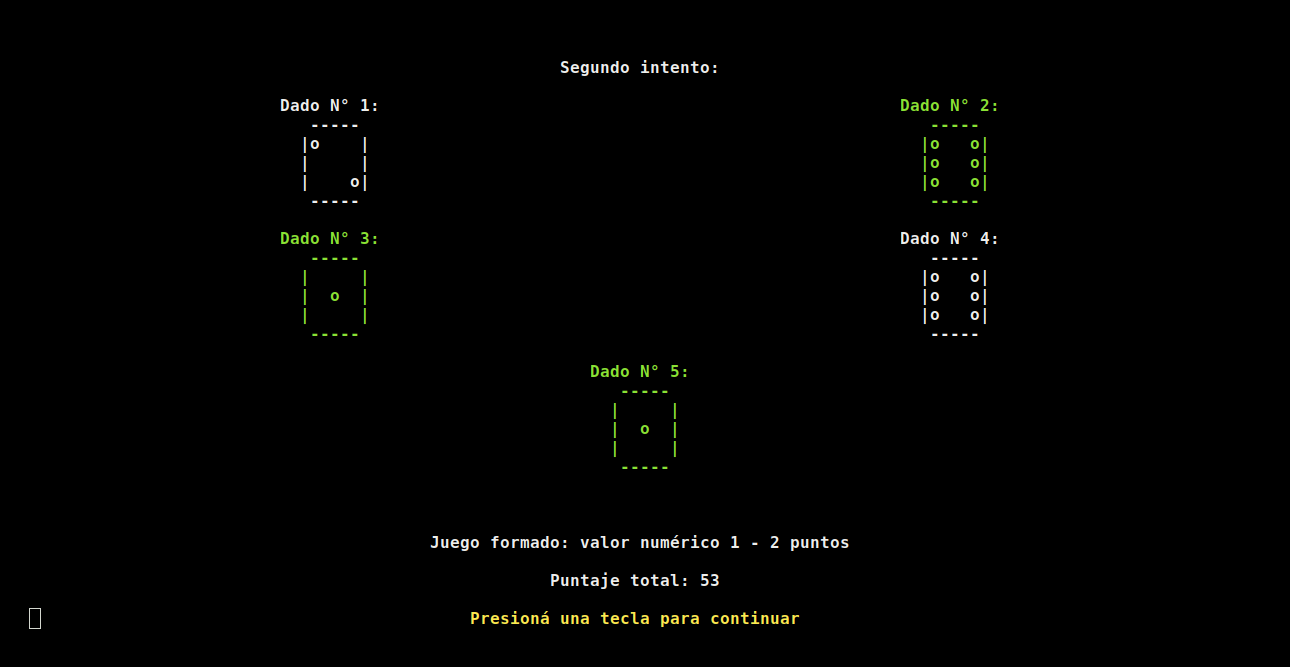 Segundo intento:
Dado N° 1: Dado N° 2:
----- -----
|o    | |o   o|
|     | |o   o|
|    o| |o   o|
----- -----
Dado N° 3: Dado N° 4:
----- -----
|     | |o   o|
|  o  | |o   o|
|     | |o   o|
----- -----
Dado N° 5:
-----
|     |
|  o  |
|     |
-----
Juego formado: valor numérico 1 - 2 puntos
Puntaje total: 53
Presioná una tecla para continuar